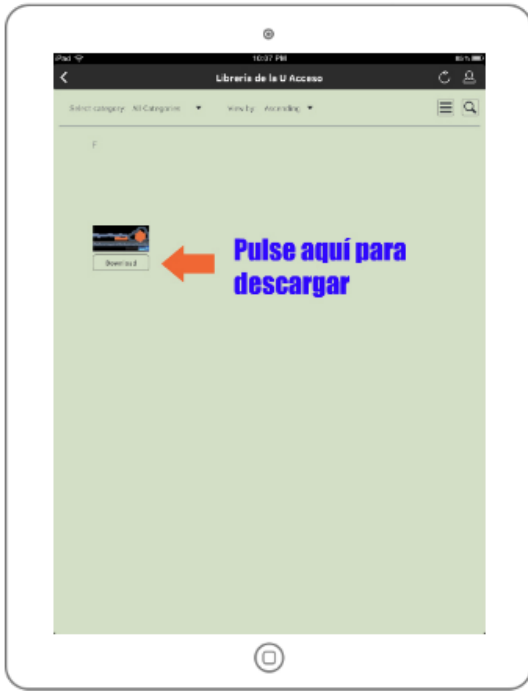 iPad 10:07 PM 85%
Libreria de la U Acceso
Select category: All Categories View by: Ascending
F
Download
Pulse aquí para
descargar